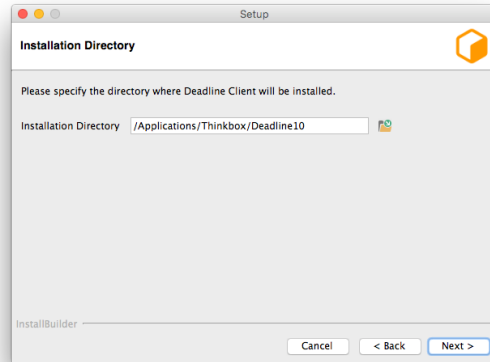 Setup
Installation Directory
Please specify the directory where Deadline Client will be installed.
Installation Directory /Applications/Thinkbox/Deadline10
InstallBuilder
Cancel < Back Next >